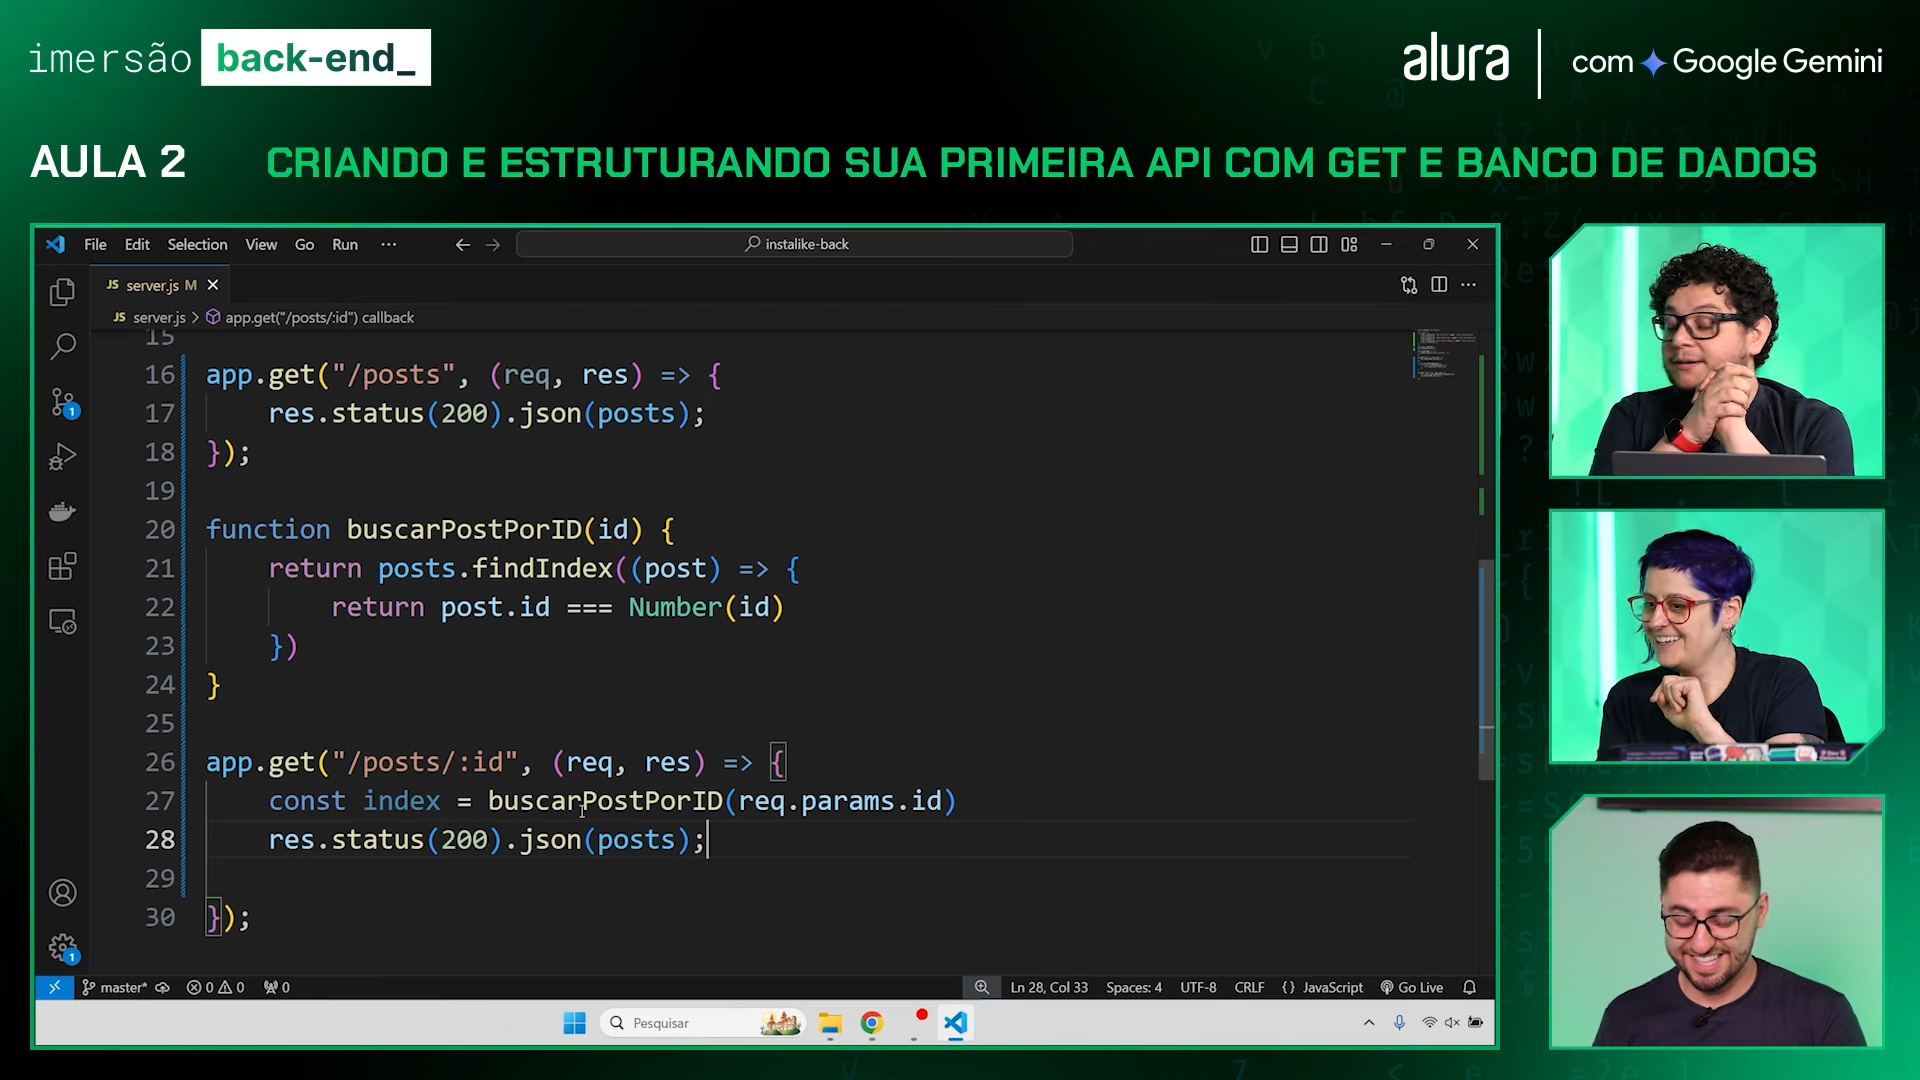 imersão back-end_
alura com Google Gemini
AULA 2 CRIANDO E ESTRUTURANDO SUA PRIMEIRA API COM GET E BANCO DE DADOS
File Edit Selection View Go Run ··· instalike-back
JS server.js M
JS server.js > app.get("/posts/:id") callback
15
16 app.get("/posts", (req, res) => {
17 res.status(200).json(posts);
18 });
19
20 function buscarPostPorID(id) {
21 return posts.findIndex((post) => {
22 return post.id === Number(id)
23 })
24 }
25
26 app.get("/posts/:id", (req, res) => {
27 const index = buscarPostPorID(req.params.id)
28 res.status(200).json(posts);
29
30 });
1
1
master* 0 0 0 Ln 28, Col 33 Spaces: 4 UTF-8 CRLF {} JavaScript Go Live
Pesquisar